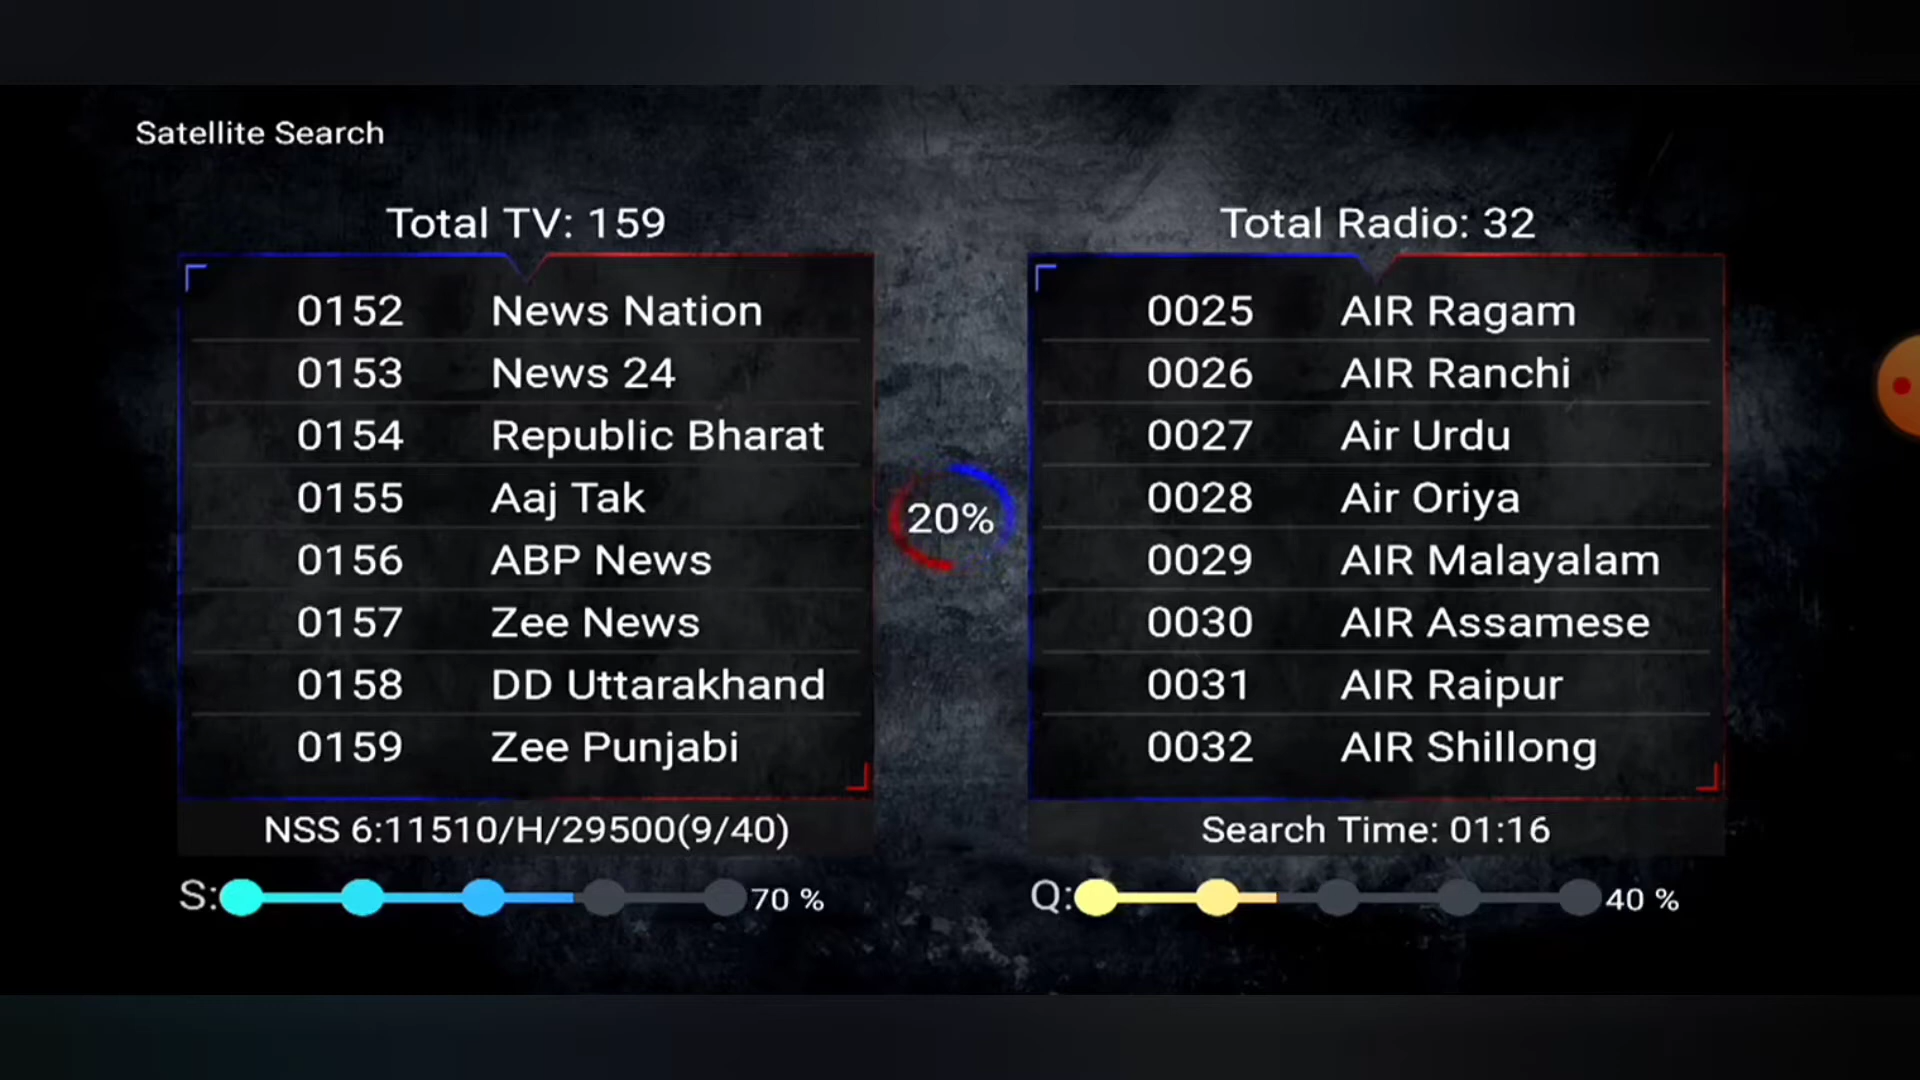 Satellite Search
Total TV: 159
0152 News Nation
0153 News 24
0154 Republic Bharat
0155 Aaj Tak
0156 ABP News
0157 Zee News
0158 DD Uttarakhand
0159 Zee Punjabi
NSS 6:11510/H/29500(9/40)
S: 70 %
20%
Total Radio: 32
0025 AIR Ragam
0026 AIR Ranchi
0027 Air Urdu
0028 Air Oriya
0029 AIR Malayalam
0030 AIR Assamese
0031 AIR Raipur
0032 AIR Shillong
Search Time: 01:16
Q: 40 %